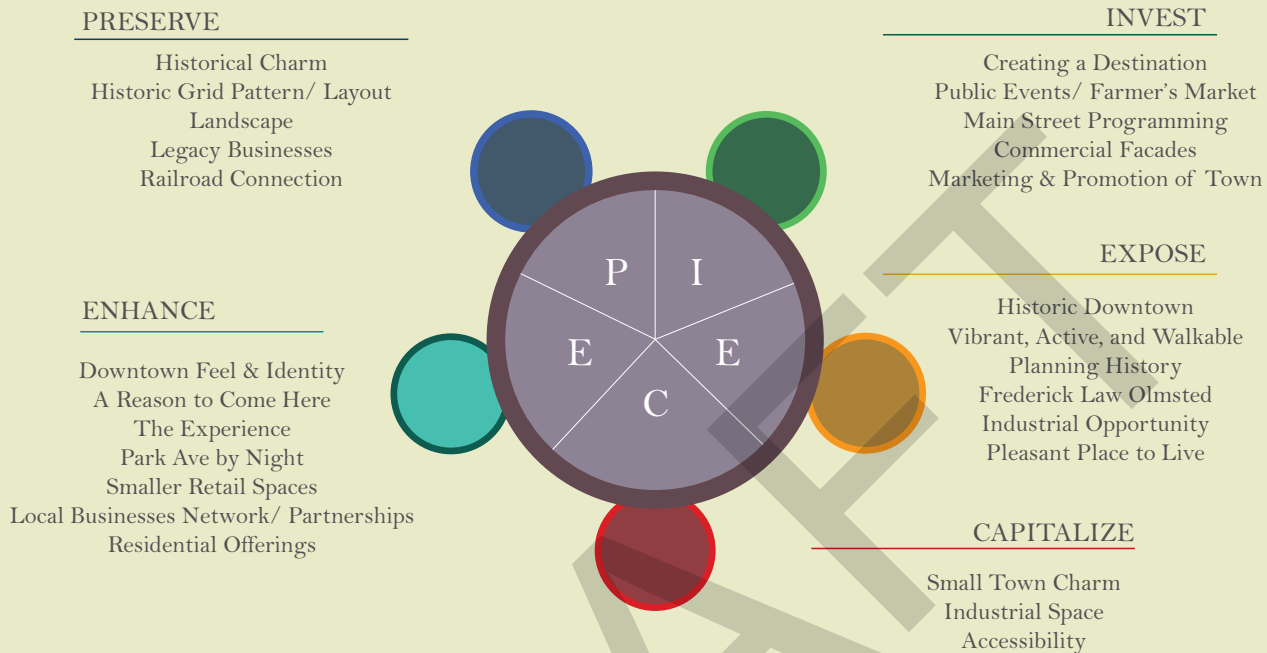 PRESERVE
Historical Charm
Historic Grid Pattern/ Layout
Landscape
Legacy Businesses
Railroad Connection
INVEST
Creating a Destination
Public Events/ Farmer's Market
Main Street Programming
Commercial Facades
Marketing & Promotion of Town
ENHANCE
Downtown Feel & Identity
A Reason to Come Here
The Experience
Park Ave by Night
Smaller Retail Spaces
Local Businesses Network/ Partnerships
Residential Offerings
P
I
E
E
C
EXPOSE
Historic Downtown
Vibrant, Active, and Walkable
Planning History
Frederick Law Olmsted
Industrial Opportunity
Pleasant Place to Live
CAPITALIZE
Small Town Charm
Industrial Space
Accessibility